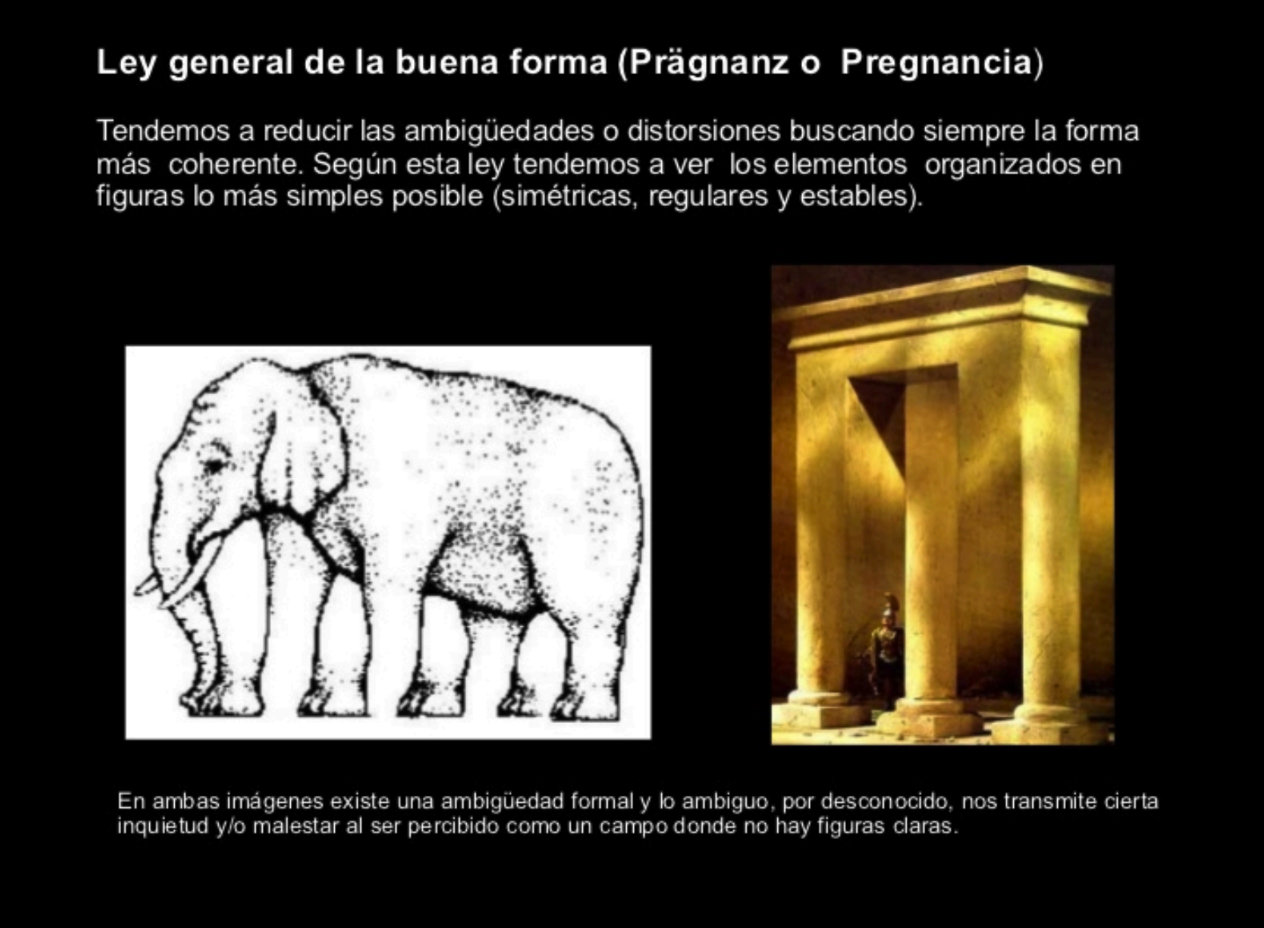 Ley general de la buena forma (Prägnanz o Pregnancia)
Tendemos a reducir las ambigüedades o distorsiones buscando siempre la forma
más coherente. Según esta ley tendemos a ver los elementos organizados en
figuras lo más simples posible (simétricas, regulares y estables).
En ambas imágenes existe una ambigüedad formal y lo ambiguo, por desconocido, nos transmite cierta
inquietud y/o malestar al ser percibido como un campo donde no hay figuras claras.